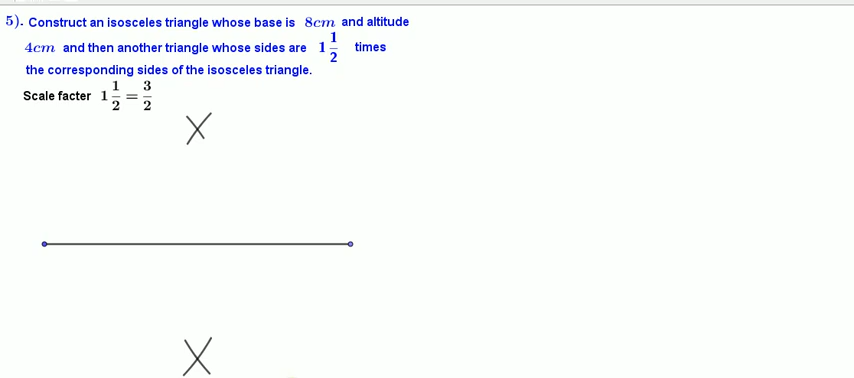 5). Construct an isosceles triangle whose base is 8cm and altitude
4cm and then another triangle whose sides are 1 1/2 times
the corresponding sides of the isosceles triangle.
Scale facter 1 1/2 = 3/2